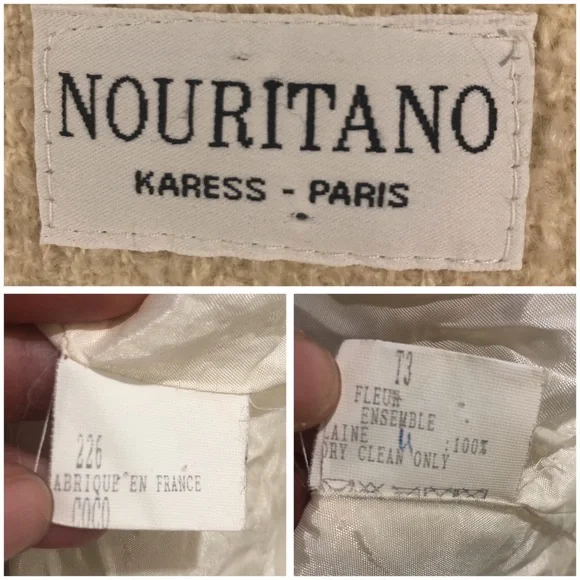 NOURITANO
KARESS - PARIS
226
ABRIQUE EN FRANCE
COCO
T3
FLEUR
ENSEMBLE
LAINE :100%
DRY CLEAN ONLY